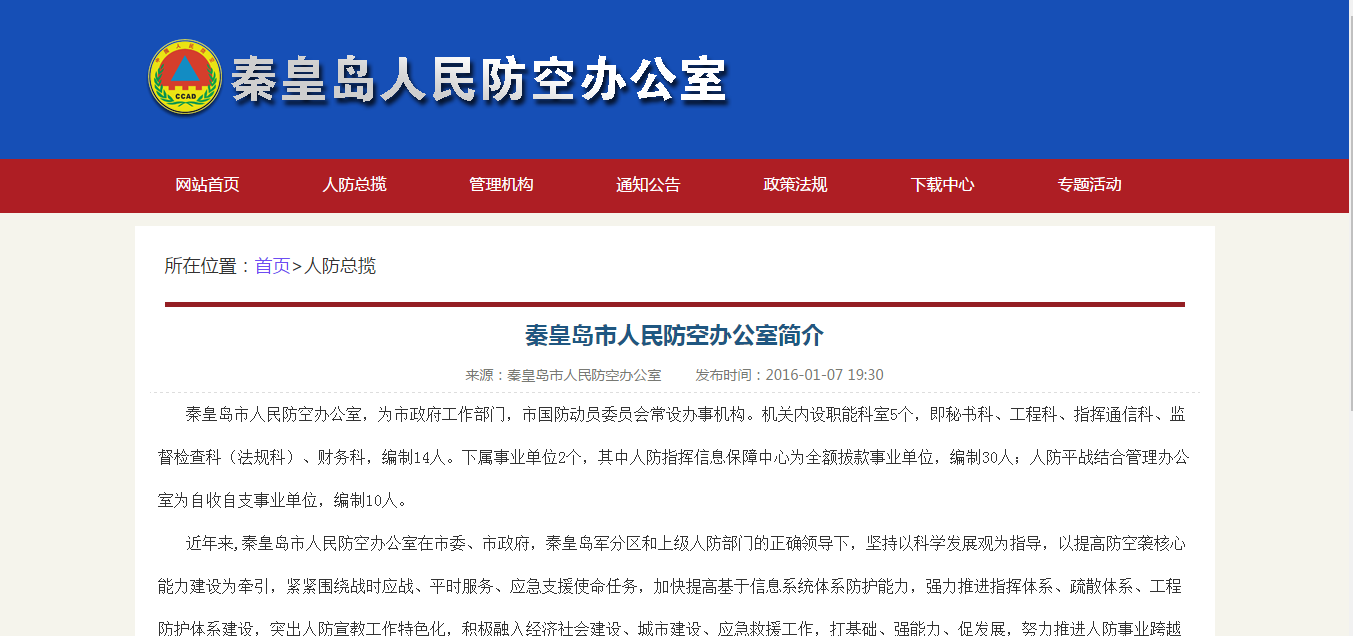 CCAD
秦皇岛人民防空办公室
网站首页 人防总揽 管理机构 通知公告 政策法规 下载中心 专题活动
所在位置：首页>人防总揽
秦皇岛市人民防空办公室简介
来源：秦皇岛市人民防空办公室 发布时间：2016-01-07 19:30
秦皇岛市人民防空办公室，为市政府工作部门，市国防动员委员会常设办事机构。机关内设职能科室5个，即秘书科、工程科、指挥通信科、监
督检查科（法规科）、财务科，编制14人。下属事业单位2个，其中人防指挥信息保障中心为全额拨款事业单位，编制30人；人防平战结合管理办公
室为自收自支事业单位，编制10人。
近年来,秦皇岛市人民防空办公室在市委、市政府，秦皇岛军分区和上级人防部门的正确领导下，坚持以科学发展观为指导，以提高防空袭核心
能力建设为牵引，紧紧围绕战时应战、平时服务、应急支援使命任务，加快提高基于信息系统体系防护能力，强力推进指挥体系、疏散体系、工程
防护体系建设，突出人防宣教工作特色化，积极融入经济社会建设、城市建设、应急救援工作，打基础、强能力、促发展，努力推进人防事业跨越